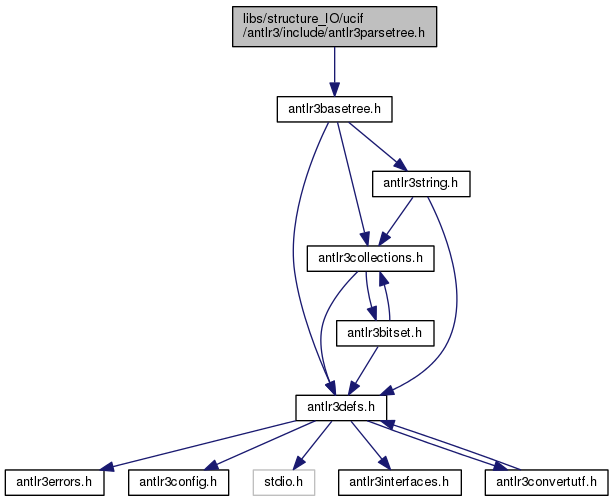 libs/structure_IO/ucif
/antlr3/include/antlr3parsetree.h
antlr3basetree.h
antlr3string.h
antlr3collections.h
antlr3bitset.h
antlr3defs.h
antlr3errors.h
antlr3config.h
stdio.h
antlr3interfaces.h
antlr3convertutf.h